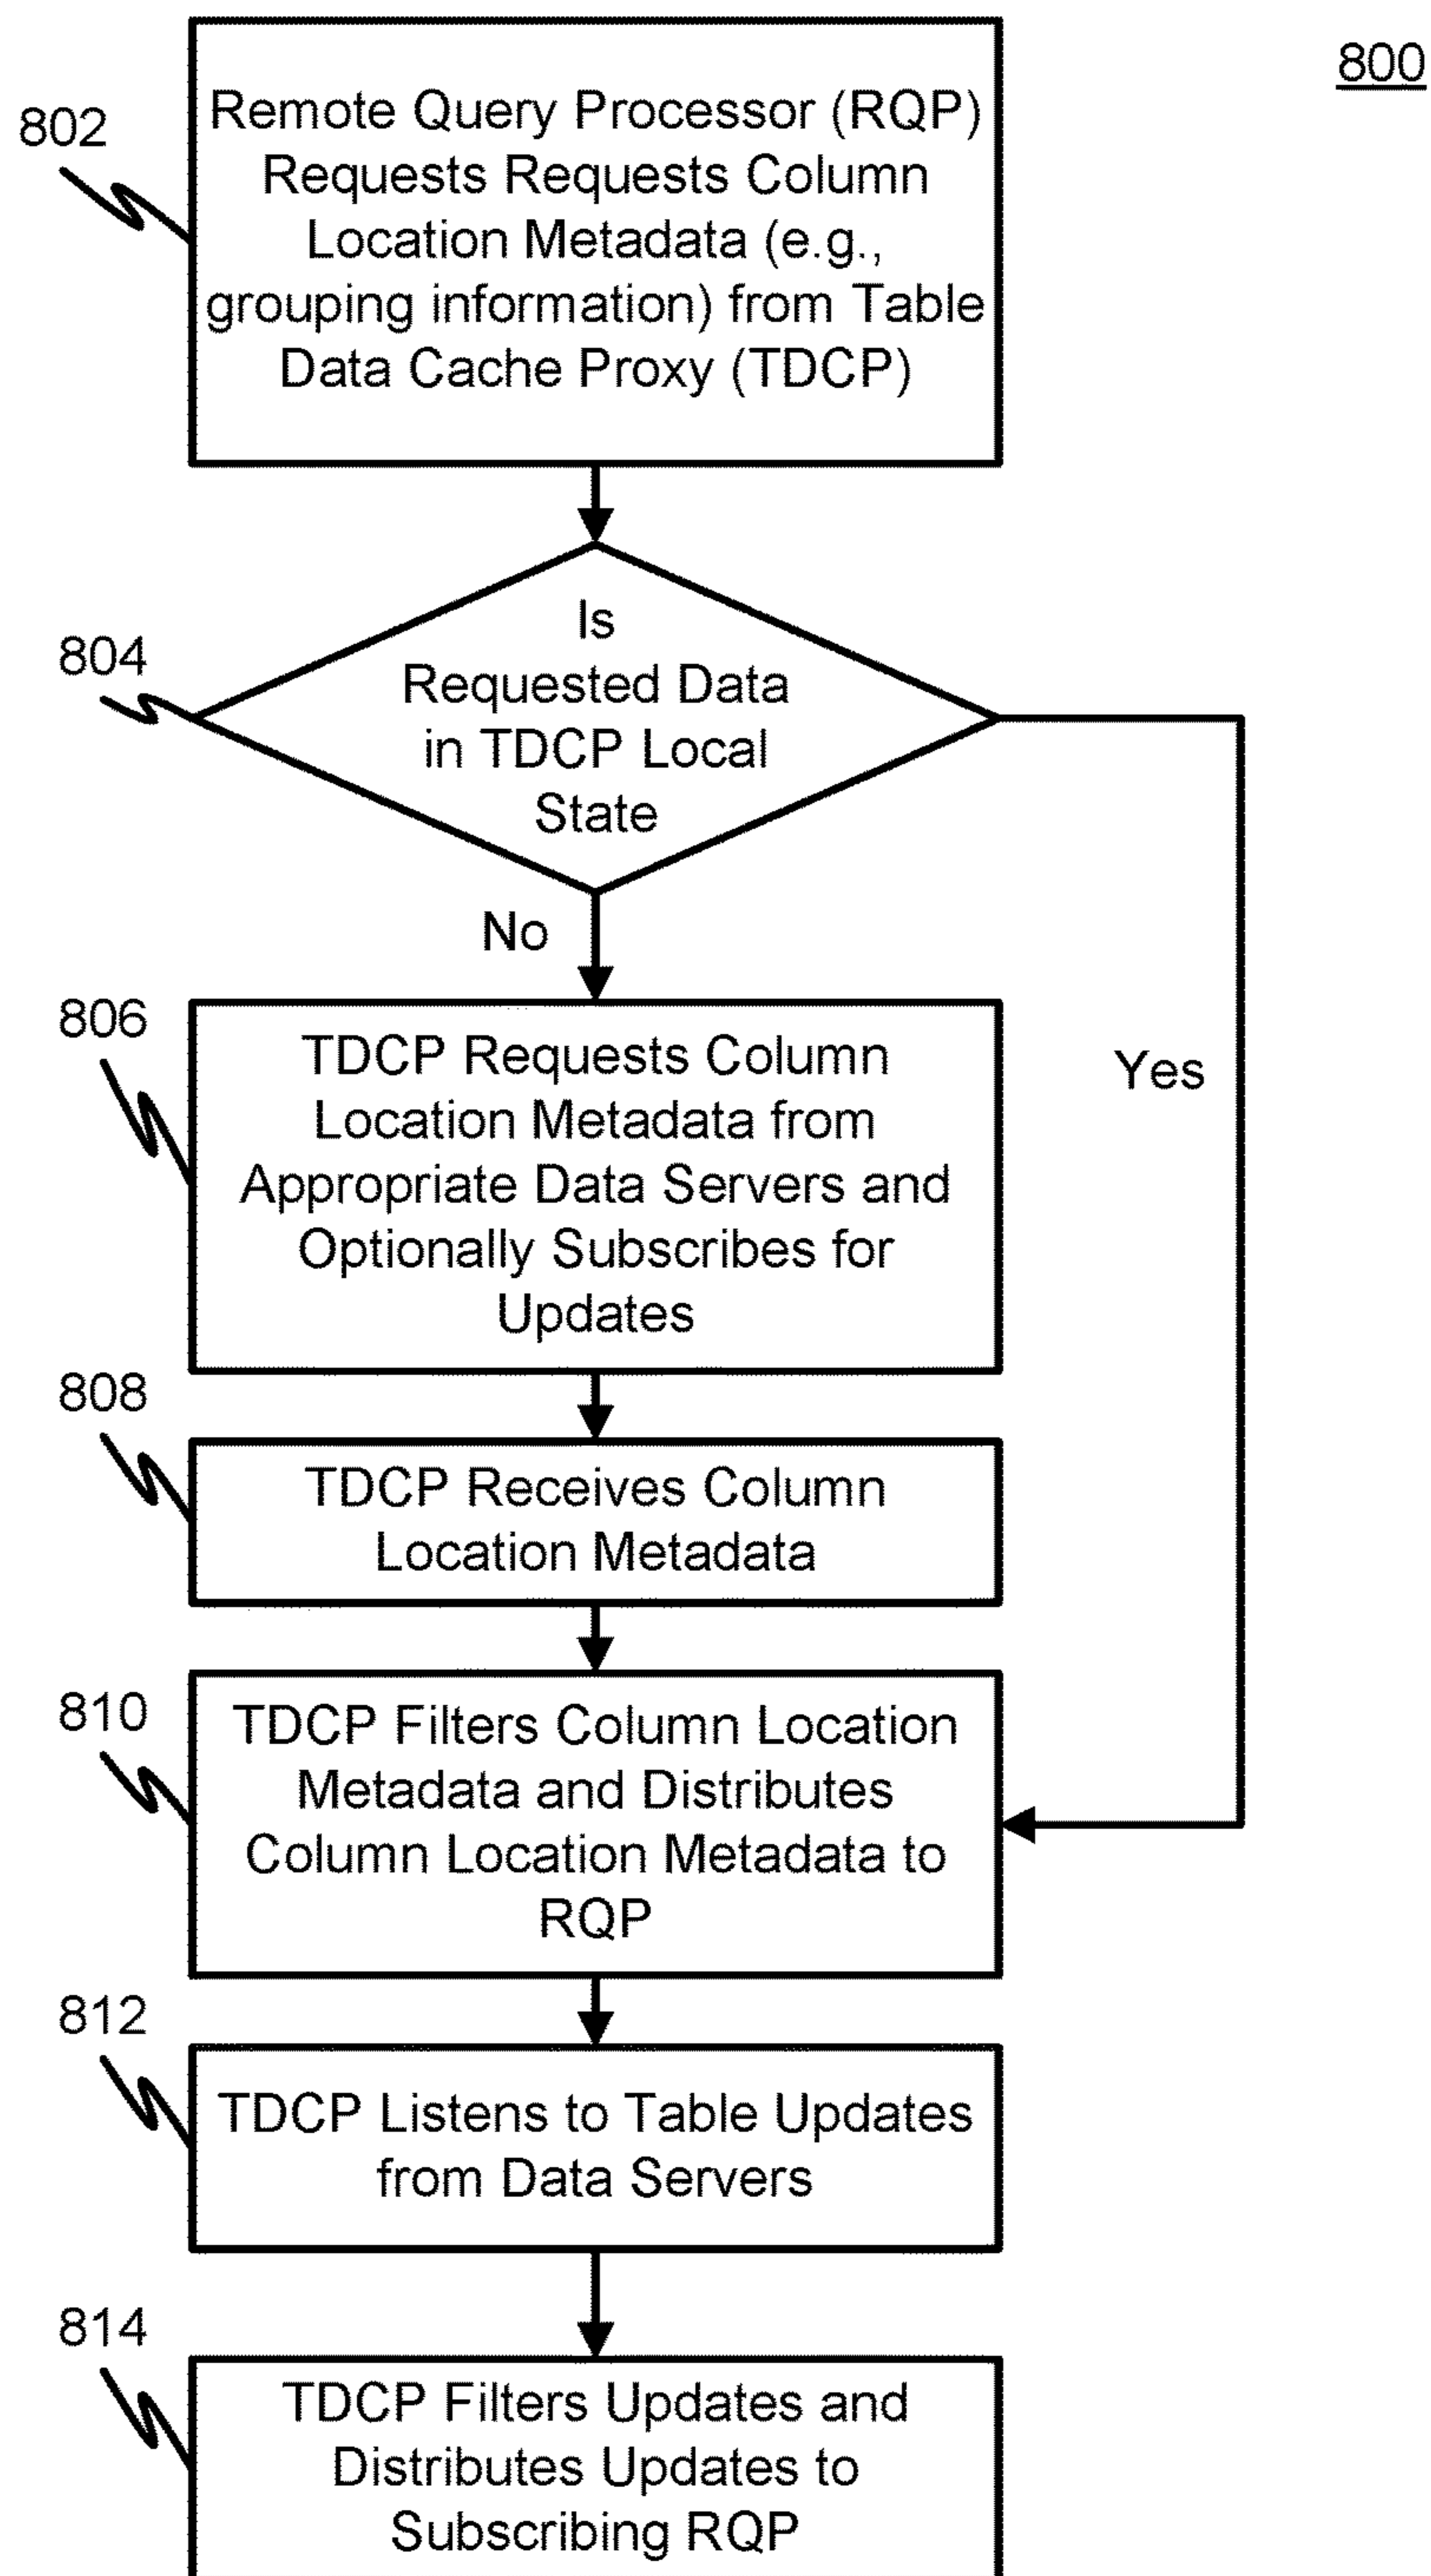 800
802
Remote Query Processor (RQP)
Requests Requests Column
Location Metadata (e.g.,
grouping information) from Table
Data Cache Proxy (TDCP)
804
Is
Requested Data
in TDCP Local
State
No
Yes
806
TDCP Requests Column
Location Metadata from
Appropriate Data Servers and
Optionally Subscribes for
Updates
808
TDCP Receives Column
Location Metadata
810
TDCP Filters Column Location
Metadata and Distributes
Column Location Metadata to
RQP
812
TDCP Listens to Table Updates
from Data Servers
814
TDCP Filters Updates and
Distributes Updates to
Subscribing RQP